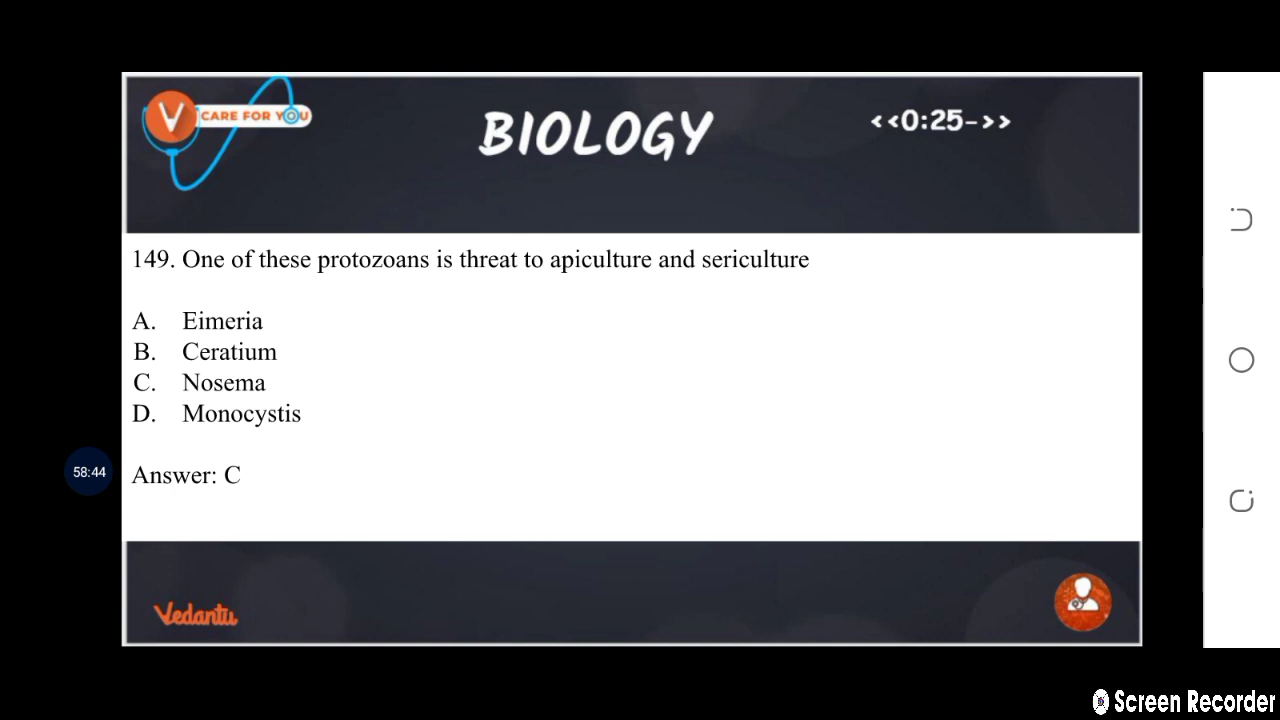 V CARE FOR YOU
BIOLOGY
<<0:25->>
149. One of these protozoans is threat to apiculture and sericulture
A. Eimeria
B. Ceratium
C. Nosema
D. Monocystis
58:44
Answer: C
Vedantu
Screen Recorder